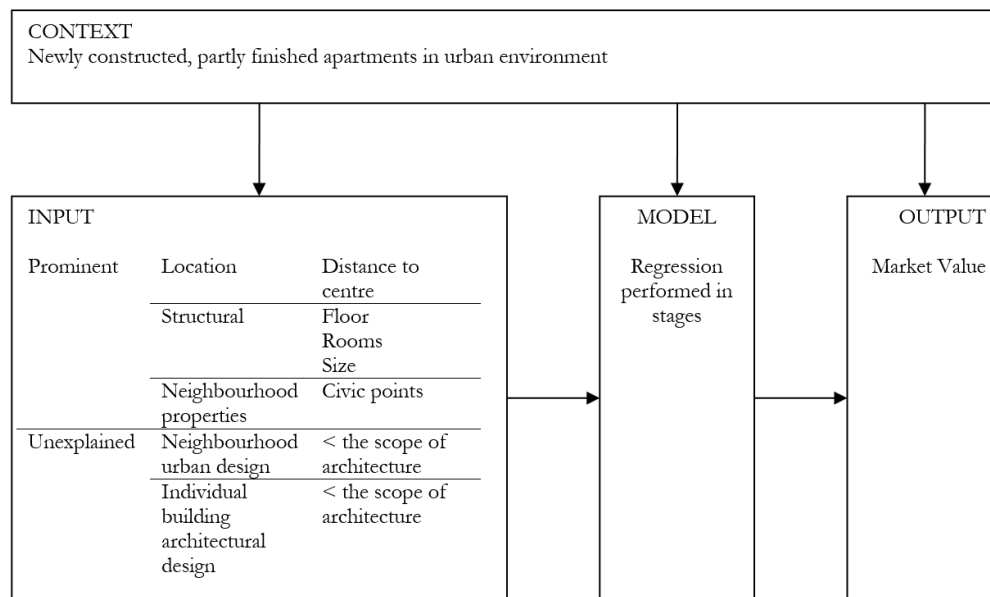 CONTEXT
Newly constructed, partly finished apartments in urban environment
INPUT
Prominent Location Distance to
centre
Structural Floor
Rooms
Size
Neighbourhood Civic points
properties
Unexplained Neighbourhood < the scope of
urban design architecture
Individual < the scope of
building architecture
architectural
design
MODEL
Regression
performed in
stages
OUTPUT
Market Value